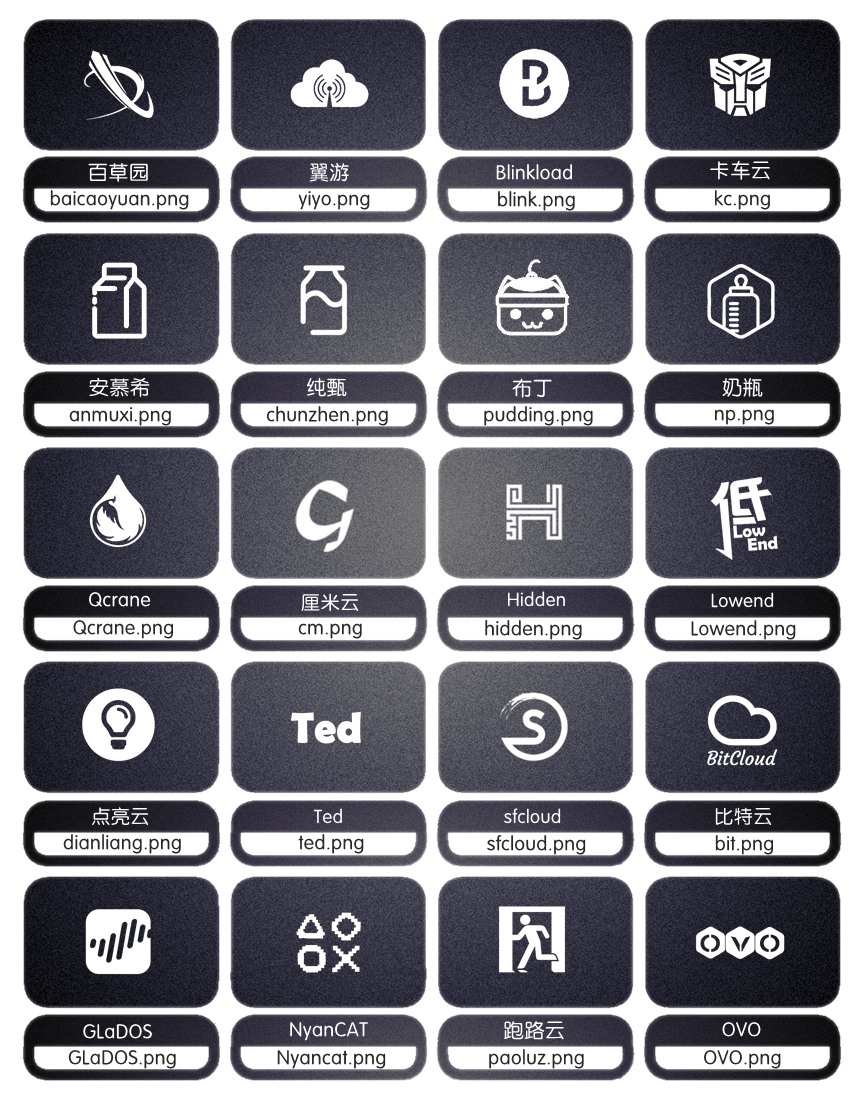 百草园
baicaoyuan.png
翼游
yiyo.png
Blinkload
blink.png
卡车云
kc.png
安慕希
anmuxi.png
纯甄
chunzhen.png
布丁
pudding.png
奶瓶
np.png
低
Low
End
Qcrane
Qcrane.png
厘米云
cm.png
Hidden
hidden.png
Lowend
Lowend.png
Ted
S
BitCloud
点亮云
dianliang.png
Ted
ted.png
sfcloud
sfcloud.png
比特云
bit.png
OVO
GLaDOS
GLaDOS.png
NyanCAT
Nyancat.png
跑路云
paoluz.png
OVO
OVO.png